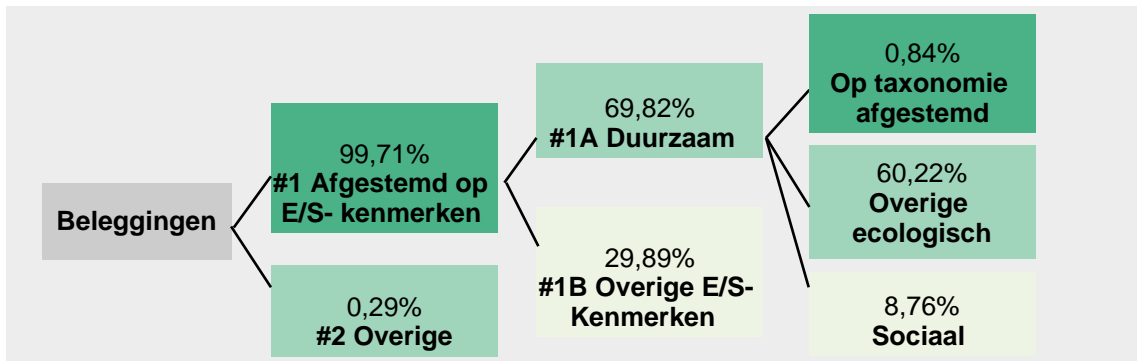 Beleggingen
99,71%
#1 Afgestemd op
E/S- kenmerken
0,29%
#2 Overige
69,82%
#1A Duurzaam
29,89%
#1B Overige E/S-
Kenmerken
0,84%
Op taxonomie
afgestemd
60,22%
Overige
ecologisch
8,76%
Sociaal